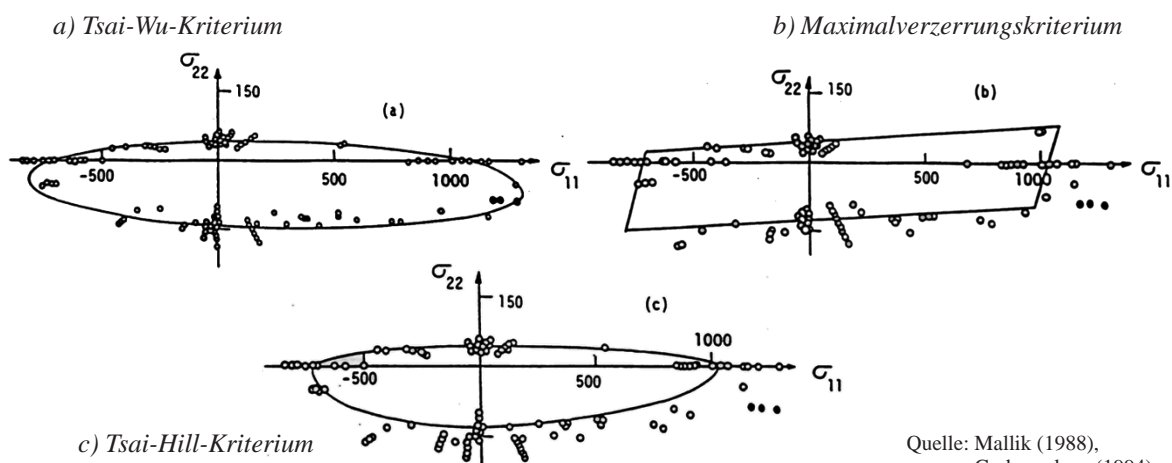 a) Tsai-Wu-Kriterium
b) Maximalverzerrungskriterium
σ22
150
(a)
-500
500
1000
σ11
σ22
150
(b)
-500
500
1000
σ11
σ22
150
(c)
1000
-500
500
σ11
c) Tsai-Hill-Kriterium
Quelle: Mallik (1988),